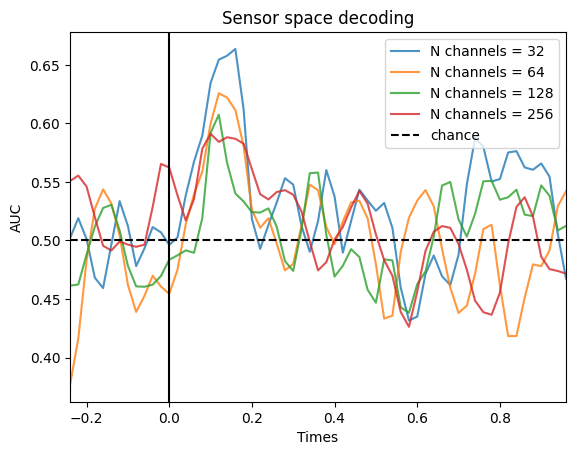 Sensor space decoding
N channels = 32
N channels = 64
N channels = 128
N channels = 256
chance
AUC
0.65
0.60
0.55
0.50
0.45
0.40
−0.2 0.0 0.2 0.4 0.6 0.8
Times